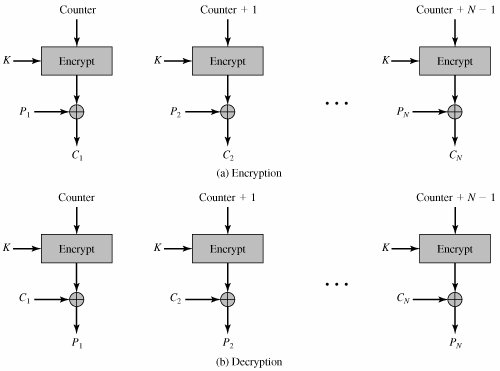 Counter Counter + 1 Counter + N − 1
K Encrypt K Encrypt K Encrypt
P1 P2 ... PN
C1 C2 CN
(a) Encryption
Counter Counter + 1 Counter + N − 1
K Encrypt K Encrypt K Encrypt
C1 C2 ... CN
P1 P2 PN
(b) Decryption